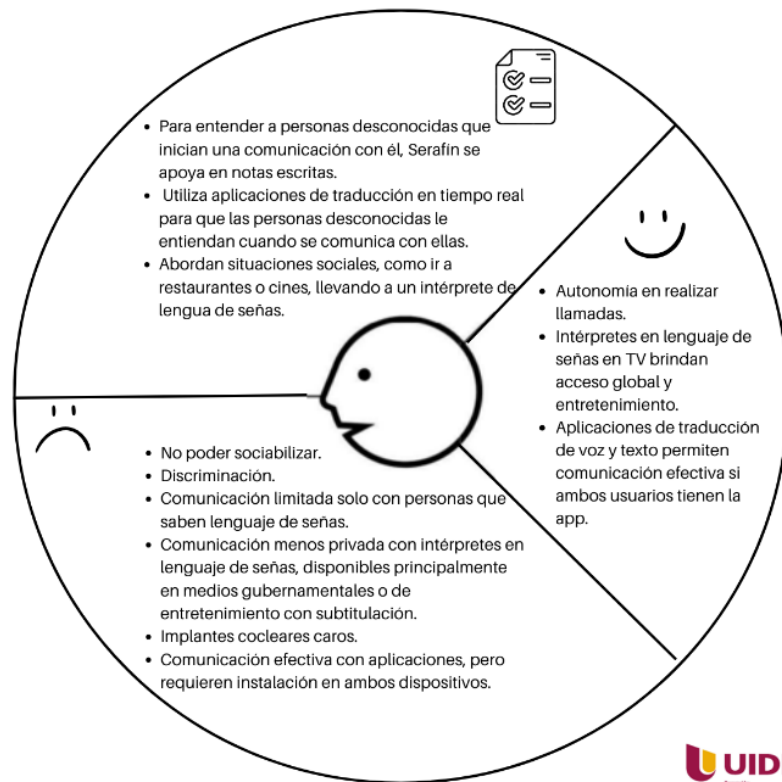 • Para entender a personas desconocidas que
inician una comunicación con él, Serafín se
apoya en notas escritas.
• Utiliza aplicaciones de traducción en tiempo real
para que las personas desconocidas le
entiendan cuando se comunica con ellas.
• Abordan situaciones sociales, como ir a
restaurantes o cines, llevando a un intérprete de
lengua de señas.
• Autonomía en realizar
llamadas.
• Intérpretes en lenguaje de
señas en TV brindan
acceso global y
entretenimiento.
• Aplicaciones de traducción
de voz y texto permiten
comunicación efectiva si
ambos usuarios tienen la
app.
• No poder sociabilizar.
• Discriminación.
• Comunicación limitada solo con personas que
saben lenguaje de señas.
• Comunicación menos privada con intérpretes en
lenguaje de señas, disponibles principalmente
en medios gubernamentales o de
entretenimiento con subtitulación.
• Implantes cocleares caros.
• Comunicación efectiva con aplicaciones, pero
requieren instalación en ambos dispositivos.
UID